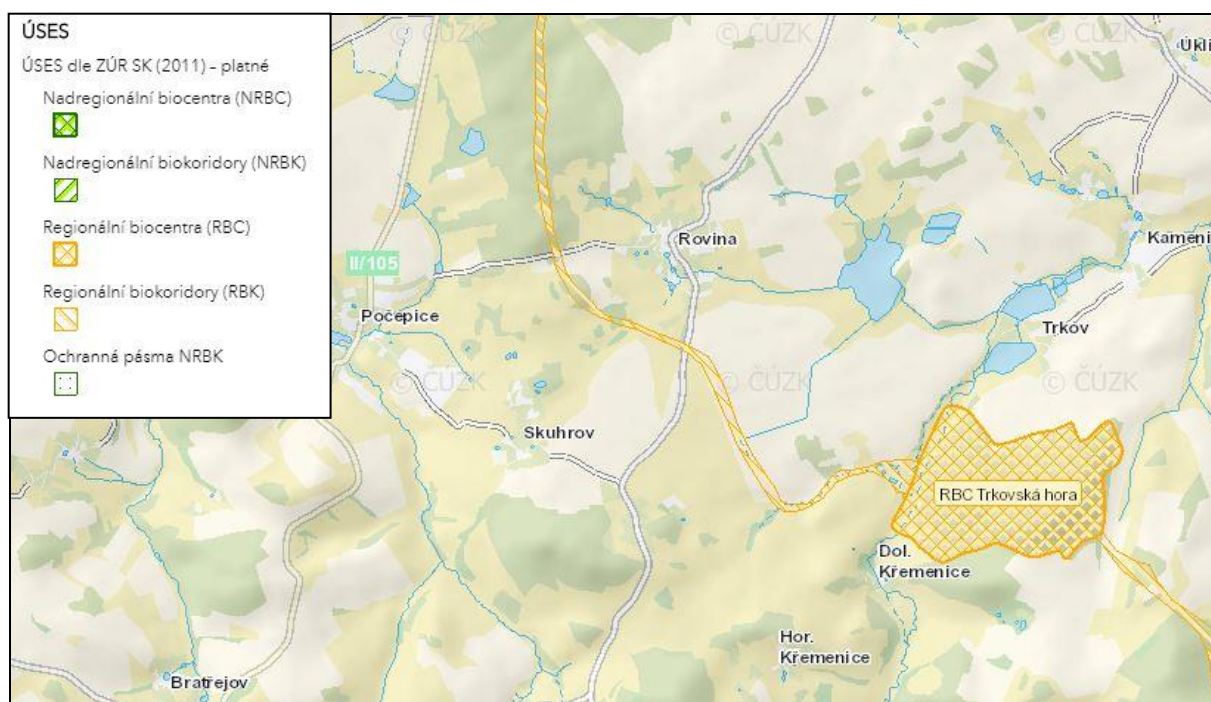 ÚSES
ÚSES dle ZÚR SK (2011) - platné
Nadregionální biocentra (NRBC)
Nadregionální biokoridory (NRBK)
Regionální biocentra (RBC)
Regionální biokoridory (RBK)
Ochranná pásma NRBK
© ČÚZK
© ČÚZK
© ČÚZK
Úkli
Rovina
Kameni
II/105
Počepice
Trkov
© ČÚZK
© ČÚZK
Skuhrov
RBC Trkovská hora
Dol.
Křemenice
Hor.
Křemenice
Bratřejov